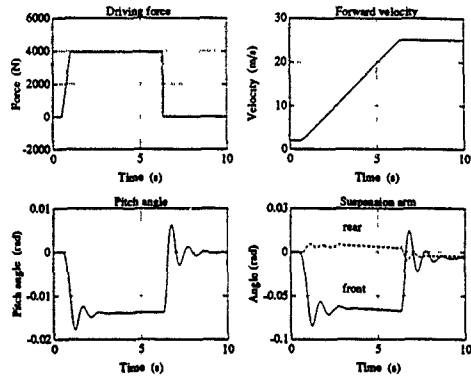 Driving force
Forward velocity
6000
4000
2000
0
-2000
Force (N)
0
5
10
Time (s)
30
20
10
0
Velocity (m/s)
0
5
10
Time (s)
Pitch angle
Suspension arm
0.01
0
-0.01
-0.02
Pitch angle (rad)
0
5
10
Time (s)
0.05
0
-0.05
-0.1
Angle (rad)
rear
front
0
5
10
Time (s)